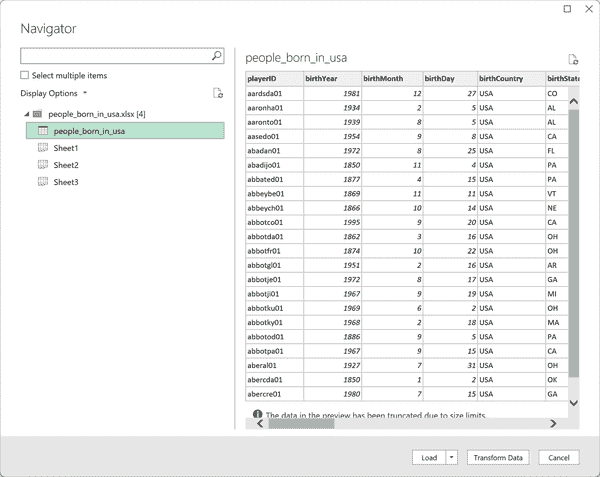 Navigator
Select multiple items
Display Options
people_born_in_usa.xlsx [4]
people_born_in_usa
Sheet1
Sheet2
Sheet3
people_born_in_usa
playerID birthYear birthMonth birthDay birthCountry birthState
aardsda01 1981 12 27 USA CO
aaronha01 1934 2 5 USA AL
aaronto01 1939 8 5 USA AL
aasedo01 1954 9 8 USA CA
abadan01 1972 8 25 USA FL
abadijo01 1850 11 4 USA PA
abbated01 1877 4 15 USA PA
abbeybe01 1869 11 11 USA VT
abbeych01 1866 10 14 USA NE
abbotco01 1995 9 20 USA CA
abbotda01 1862 3 16 USA OH
abbotfr01 1874 10 22 USA OH
abbotgl01 1951 2 16 USA AR
abbotje01 1972 8 17 USA GA
abbotji01 1967 9 19 USA MI
abbotku01 1969 6 2 USA OH
abbotky01 1968 2 18 USA MA
abbotod01 1886 9 5 USA PA
abbotpa01 1967 9 15 USA CA
aberal01 1927 7 31 USA OH
abercda01 1850 1 2 USA OK
abercre01 1980 7 15 USA GA
The data in the preview has been truncated due to size limits.
Load
Transform Data
Cancel